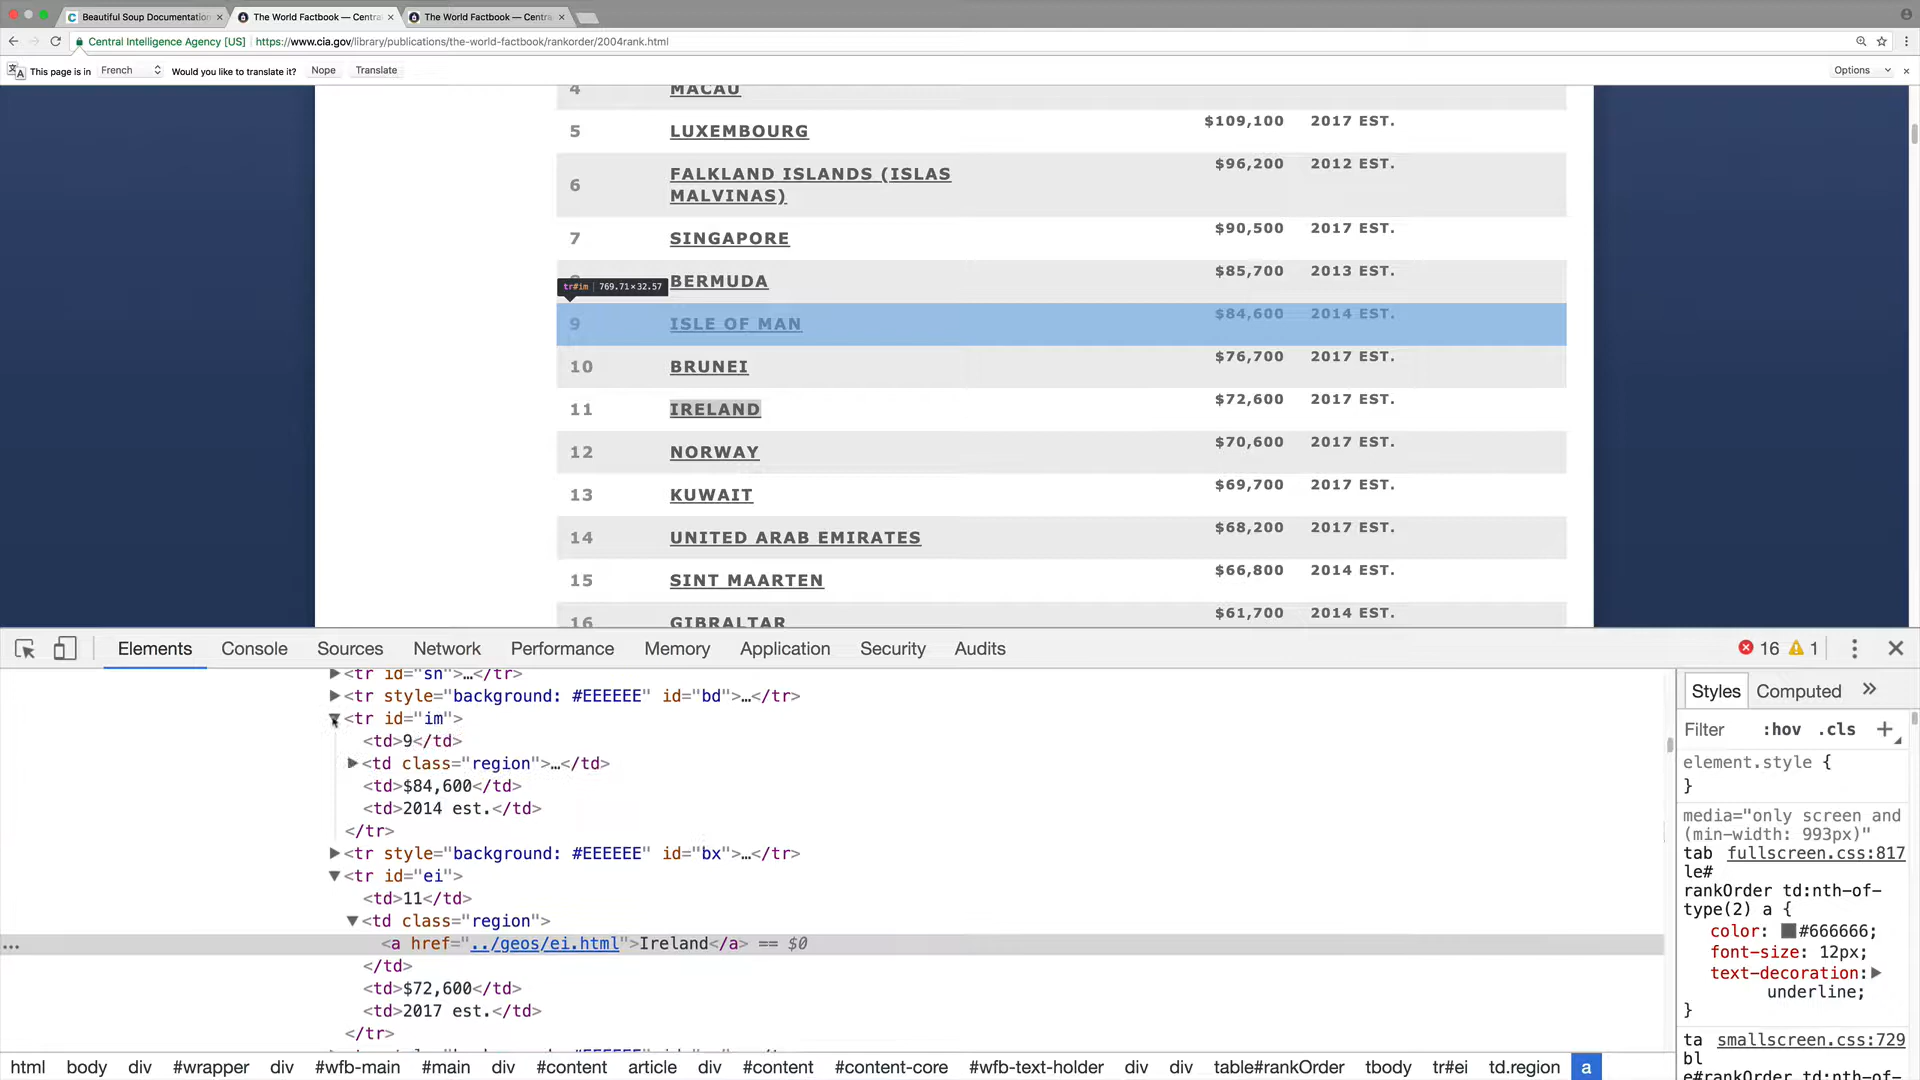 Beautiful Soup Documentation ×
The World Factbook — Centra ×
The World Factbook — Centra ×
Central Intelligence Agency [US] | https://www.cia.gov/library/publications/the-world-factbook/rankorder/2004rank.html
This page is in French Would you like to translate it? Nope Translate Options ×
4 MACAU
5 LUXEMBOURG $109,100 2017 EST.
6 FALKLAND ISLANDS (ISLAS $96,200 2012 EST.
MALVINAS)
7 SINGAPORE $90,500 2017 EST.
BERMUDA $85,700 2013 EST.
tr#im | 769.71×32.57
9 ISLE OF MAN $84,600 2014 EST.
10 BRUNEI $76,700 2017 EST.
11 IRELAND $72,600 2017 EST.
12 NORWAY $70,600 2017 EST.
13 KUWAIT $69,700 2017 EST.
14 UNITED ARAB EMIRATES $68,200 2017 EST.
15 SINT MAARTEN $66,800 2014 EST.
16 GIBRALTAR $61,700 2014 EST.
Elements Console Sources Network Performance Memory Application Security Audits 16 1
<tr id="sn">…</tr>
<tr style="background: #EEEEEE" id="bd">…</tr>
<tr id="im">
<td>9</td>
<td class="region">…</td>
<td>$84,600</td>
<td>2014 est.</td>
</tr>
<tr style="background: #EEEEEE" id="bx">…</tr>
<tr id="ei">
<td>11</td>
<td class="region">
… <a href="../geos/ei.html">Ireland</a> == $0
</td>
<td>$72,600</td>
<td>2017 est.</td>
</tr>
Styles Computed »
Filter :hov .cls +
element.style {
}
media="only screen and
(min-width: 993px)"
tab fullscreen.css:817
le#
rankOrder td:nth-of-
type(2) a {
color: #666666;
font-size: 12px;
text-decoration:
underline;
}
ta smallscreen.css:729
bl
e#rankOrder td:nth-of-
html body div #wrapper div #wfb-main #main div #content article div #content #content-core #wfb-text-holder div div table#rankOrder tbody tr#ei td.region a